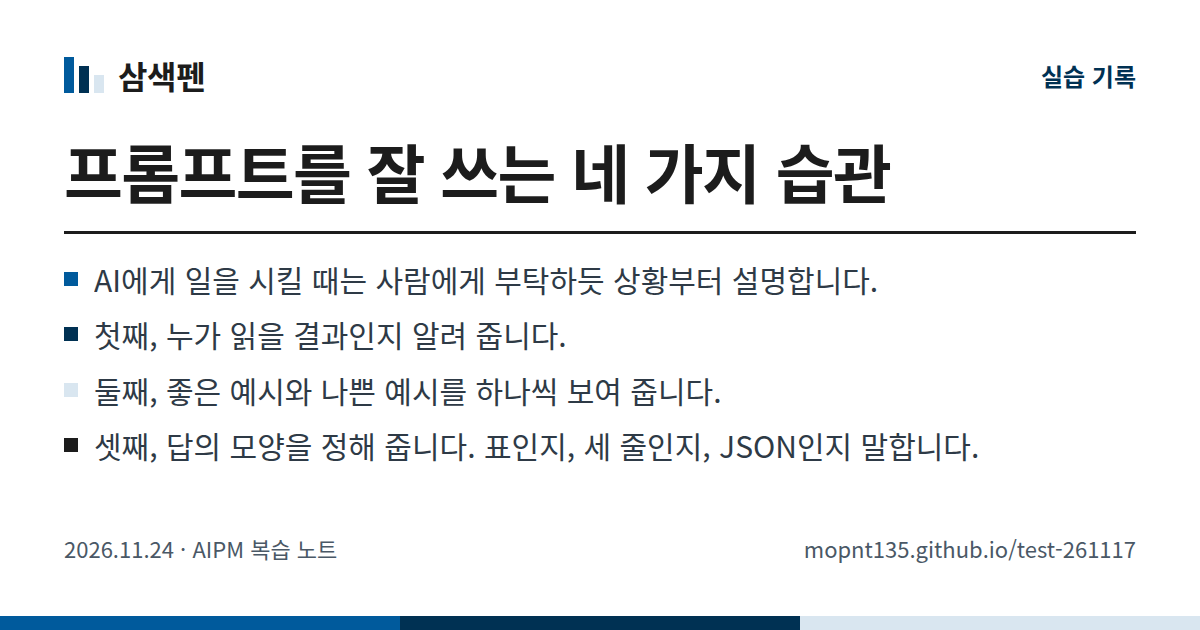 삼색펜
실습 기록
프롬프트를 잘 쓰는 네 가지 습관
AI에게 일을 시킬 때는 사람에게 부탁하듯 상황부터 설명합니다.
첫째, 누가 읽을 결과인지 알려 줍니다.
둘째, 좋은 예시와 나쁜 예시를 하나씩 보여 줍니다.
셋째, 답의 모양을 정해 줍니다. 표인지, 세 줄인지, JSON인지 말합니다.
2026.11.24 · AIPM 복습 노트
mopnt135.github.io/test-261117